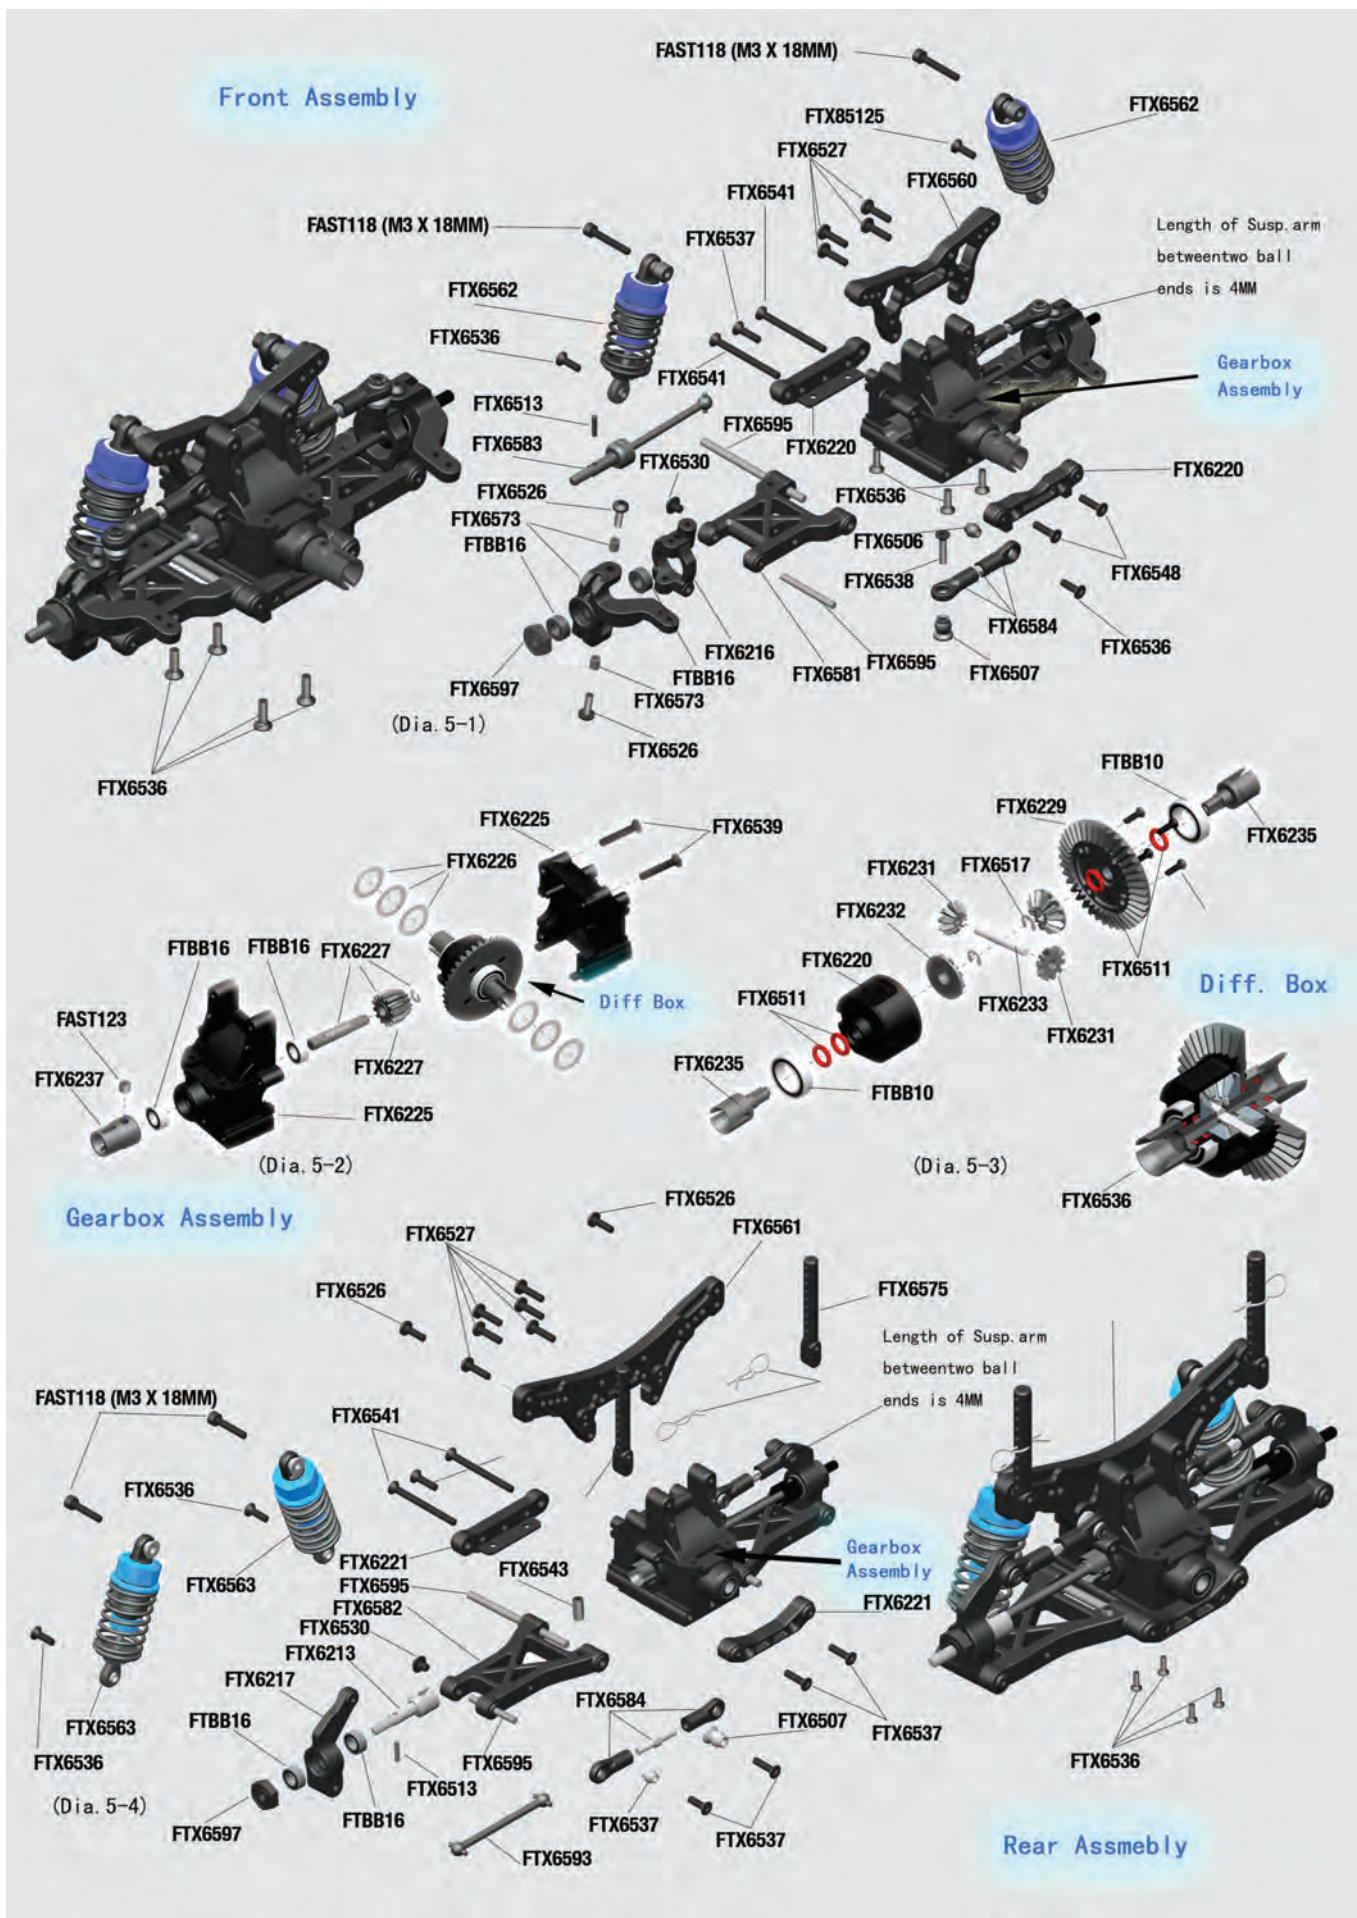 Front Assembly
FAST118 (M3 X 18MM)
FTX6562
FTX85125
FTX6527
FTX6560
FTX6541
FAST118 (M3 X 18MM)
FTX6537
Length of Susp.arm
betweentwo ball
ends is 4MM
FTX6562
FTX6536
FTX6541
Gearbox
Assembly
FTX6513
FTX6595
FTX6583
FTX6530
FTX6220
FTX6220
FTX6526
FTX6536
FTX6573
FTBB16
FTX6506
FTX6538
FTX6548
FTX6584
FTX6216
FTX6536
FTX6595
FTX6581
FTX6507
FTBB16
FTX6597
FTX6573
(Dia.5-1)
FTX6526
FTX6536
FTBB10
FTX6229
FTX6225
FTX6539
FTX6235
FTX6226
FTX6231
FTX6517
FTX6232
FTBB16
FTBB16
FTX6227
FTX6220
FTX6511
Diff. Box
FTX6511
FTX6233
Diff Box
FAST123
FTX6231
FTX6227
FTX6235
FTX6237
FTBB10
FTX6225
(Dia.5-2)
(Dia.5-3)
FTX6536
Gearbox Assembly
FTX6526
FTX6527
FTX6561
FTX6526
FTX6575
Length of Susp.arm
betweentwo ball
ends is 4MM
FAST118 (M3 X 18MM)
FTX6541
FTX6536
Gearbox
Assembly
FTX6221
FTX6543
FTX6563
FTX6595
FTX6582
FTX6221
FTX6530
FTX6213
FTX6217
FTX6584
FTX6507
FTX6537
FTBB16
FTX6563
FTX6536
FTX6595
FTX6536
FTX6513
(Dia.5-4)
FTBB16
FTX6537
FTX6537
FTX6597
FTX6593
Rear Assmebly